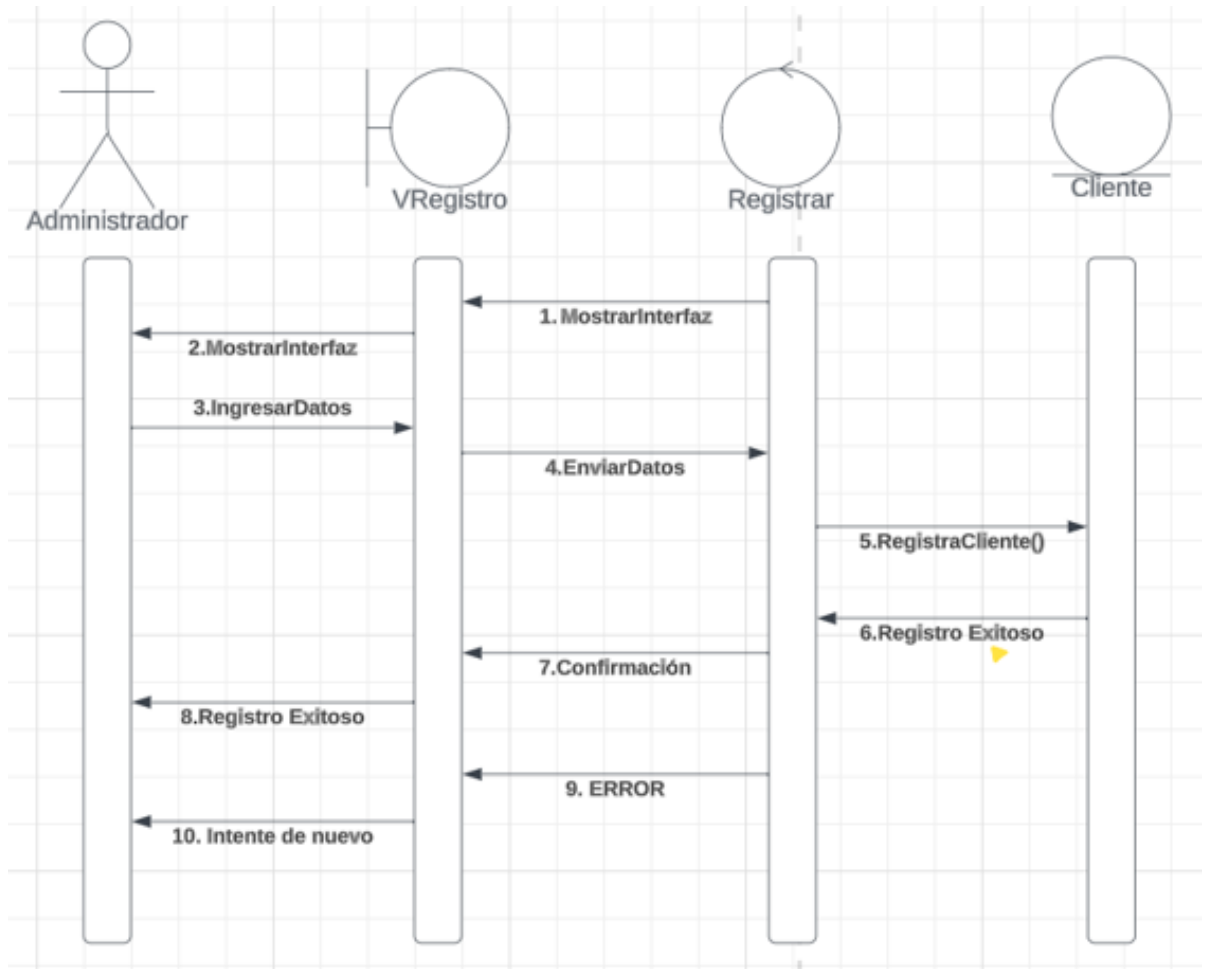 Administrador
VRegistro
Registrar
Cliente
1. MostrarInterfaz
2.MostrarInterfaz
3.IngresarDatos
4.EnviarDatos
5.RegistraCliente()
6.Registro Exitoso
7.Confirmación
8.Registro Exitoso
9. ERROR
10. Intente de nuevo